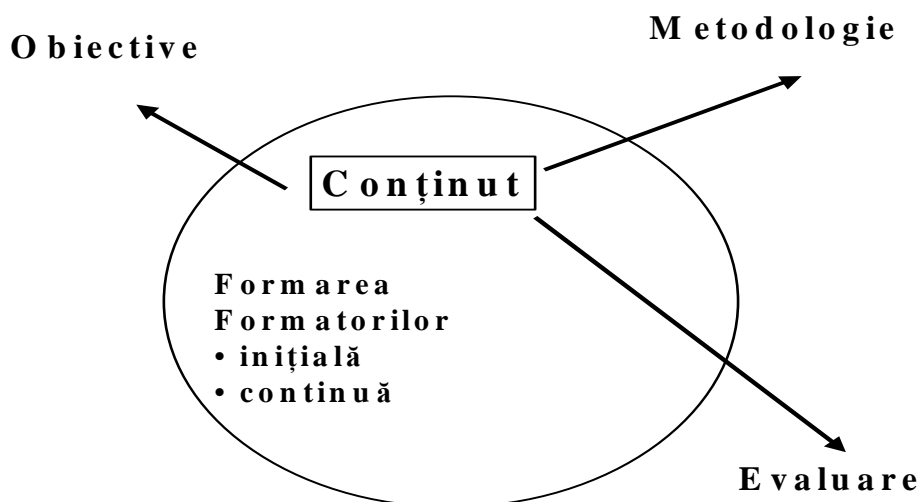 Metodologie
Obiective
Conținut
Formarea
Formatorilor
• inițială
• continuă
Evaluare